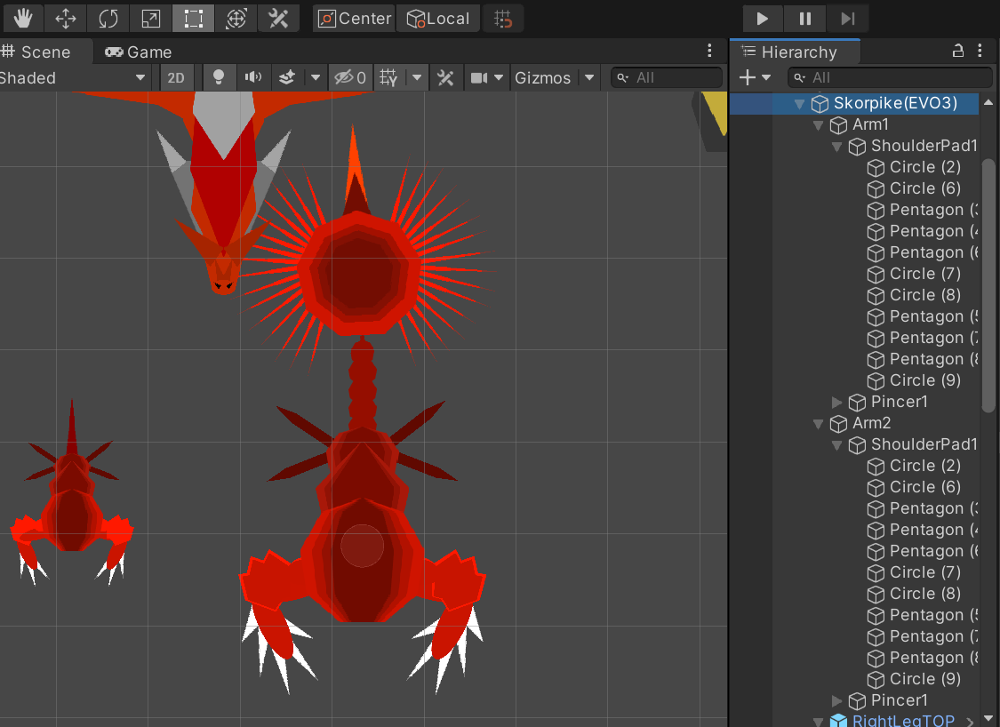 Center
Local
Scene
Game
Hierarchy
Shaded
2D
0
Gizmos
All
All
Skorpike(EVO3)
Arm1
ShoulderPad1
Circle (2)
Circle (6)
Pentagon (3
Pentagon (4
Pentagon (6
Circle (7)
Circle (8)
Pentagon (5
Pentagon (7
Pentagon (8
Circle (9)
Pincer1
Arm2
ShoulderPad1
Circle (2)
Circle (6)
Pentagon (3
Pentagon (4
Pentagon (6
Circle (7)
Circle (8)
Pentagon (5
Pentagon (7
Pentagon (8
Circle (9)
Pincer1
RightLegTOP